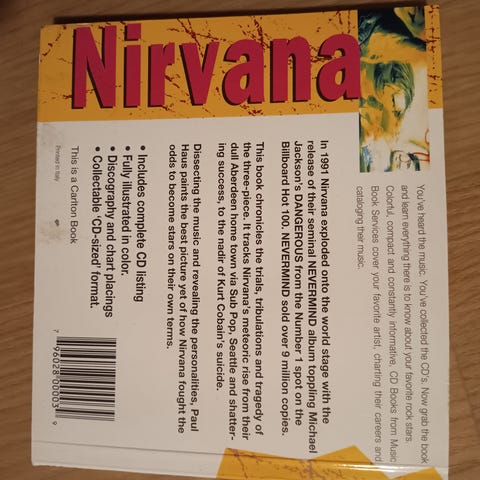 Nirvana
You've heard the music. You've collected the CD's. Now grab the book
and learn everything there is to know about your favorite rock stars.
Colorful, compact and constantly informative, CD Books from Music
Book Services cover your favorite artist, charting their careers and
cataloging their music.
In 1991 Nirvana exploded onto the world stage with the
release of their seminal NEVERMIND album toppling Michael
Jackson's DANGEROUS from the Number 1 spot on the
Billboard Hot 100. NEVERMIND sold over 9 million copies.
This book chronicles the trials, tribulations and tragedy of
the three-piece. It tracks Nirvana's meteoric rise from their
dull Aberdeen home town via Sub Pop, Seattle and shatter-
ing success, to the nadir of Kurt Cobain's suicide.
Dissecting the music and revealing the personalities, Paul
Haus paints the best picture yet of how Nirvana fought the
odds to become stars on their own terms.
• Includes complete CD listing
• Fully illustrated in color.
• Discography and chart placings
• Collectable 'CD-sized' format.
This is a Carlton Book
Printed in Italy
7 96028 00003 9